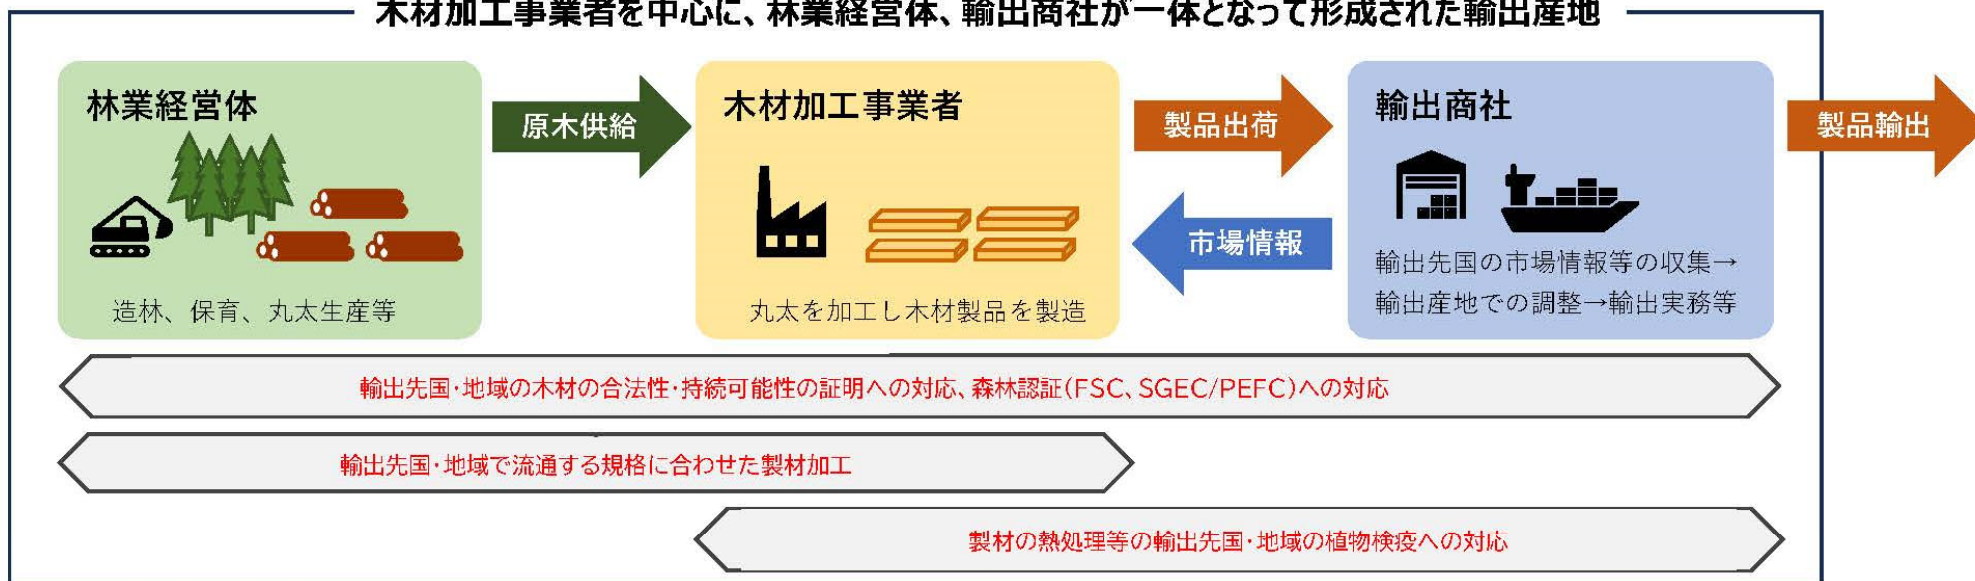 木材加工事業者を中心に、林業経営体、輸出商社が一体となって形成された輸出産地
林業経営体
造林、保育、丸太生産等
原木供給
木材加工事業者
丸太を加工し木材製品を製造
製品出荷
市場情報
輸出商社
輸出先国の市場情報等の収集→
輸出産地での調整→輸出実務等
製品輸出
輸出先国・地域の木材の合法性・持続可能性の証明への対応、森林認証(FSC、SGEC/PEFC)への対応
輸出先国・地域で流通する規格に合わせた製材加工
製材の熱処理等の輸出先国・地域の植物検疫への対応